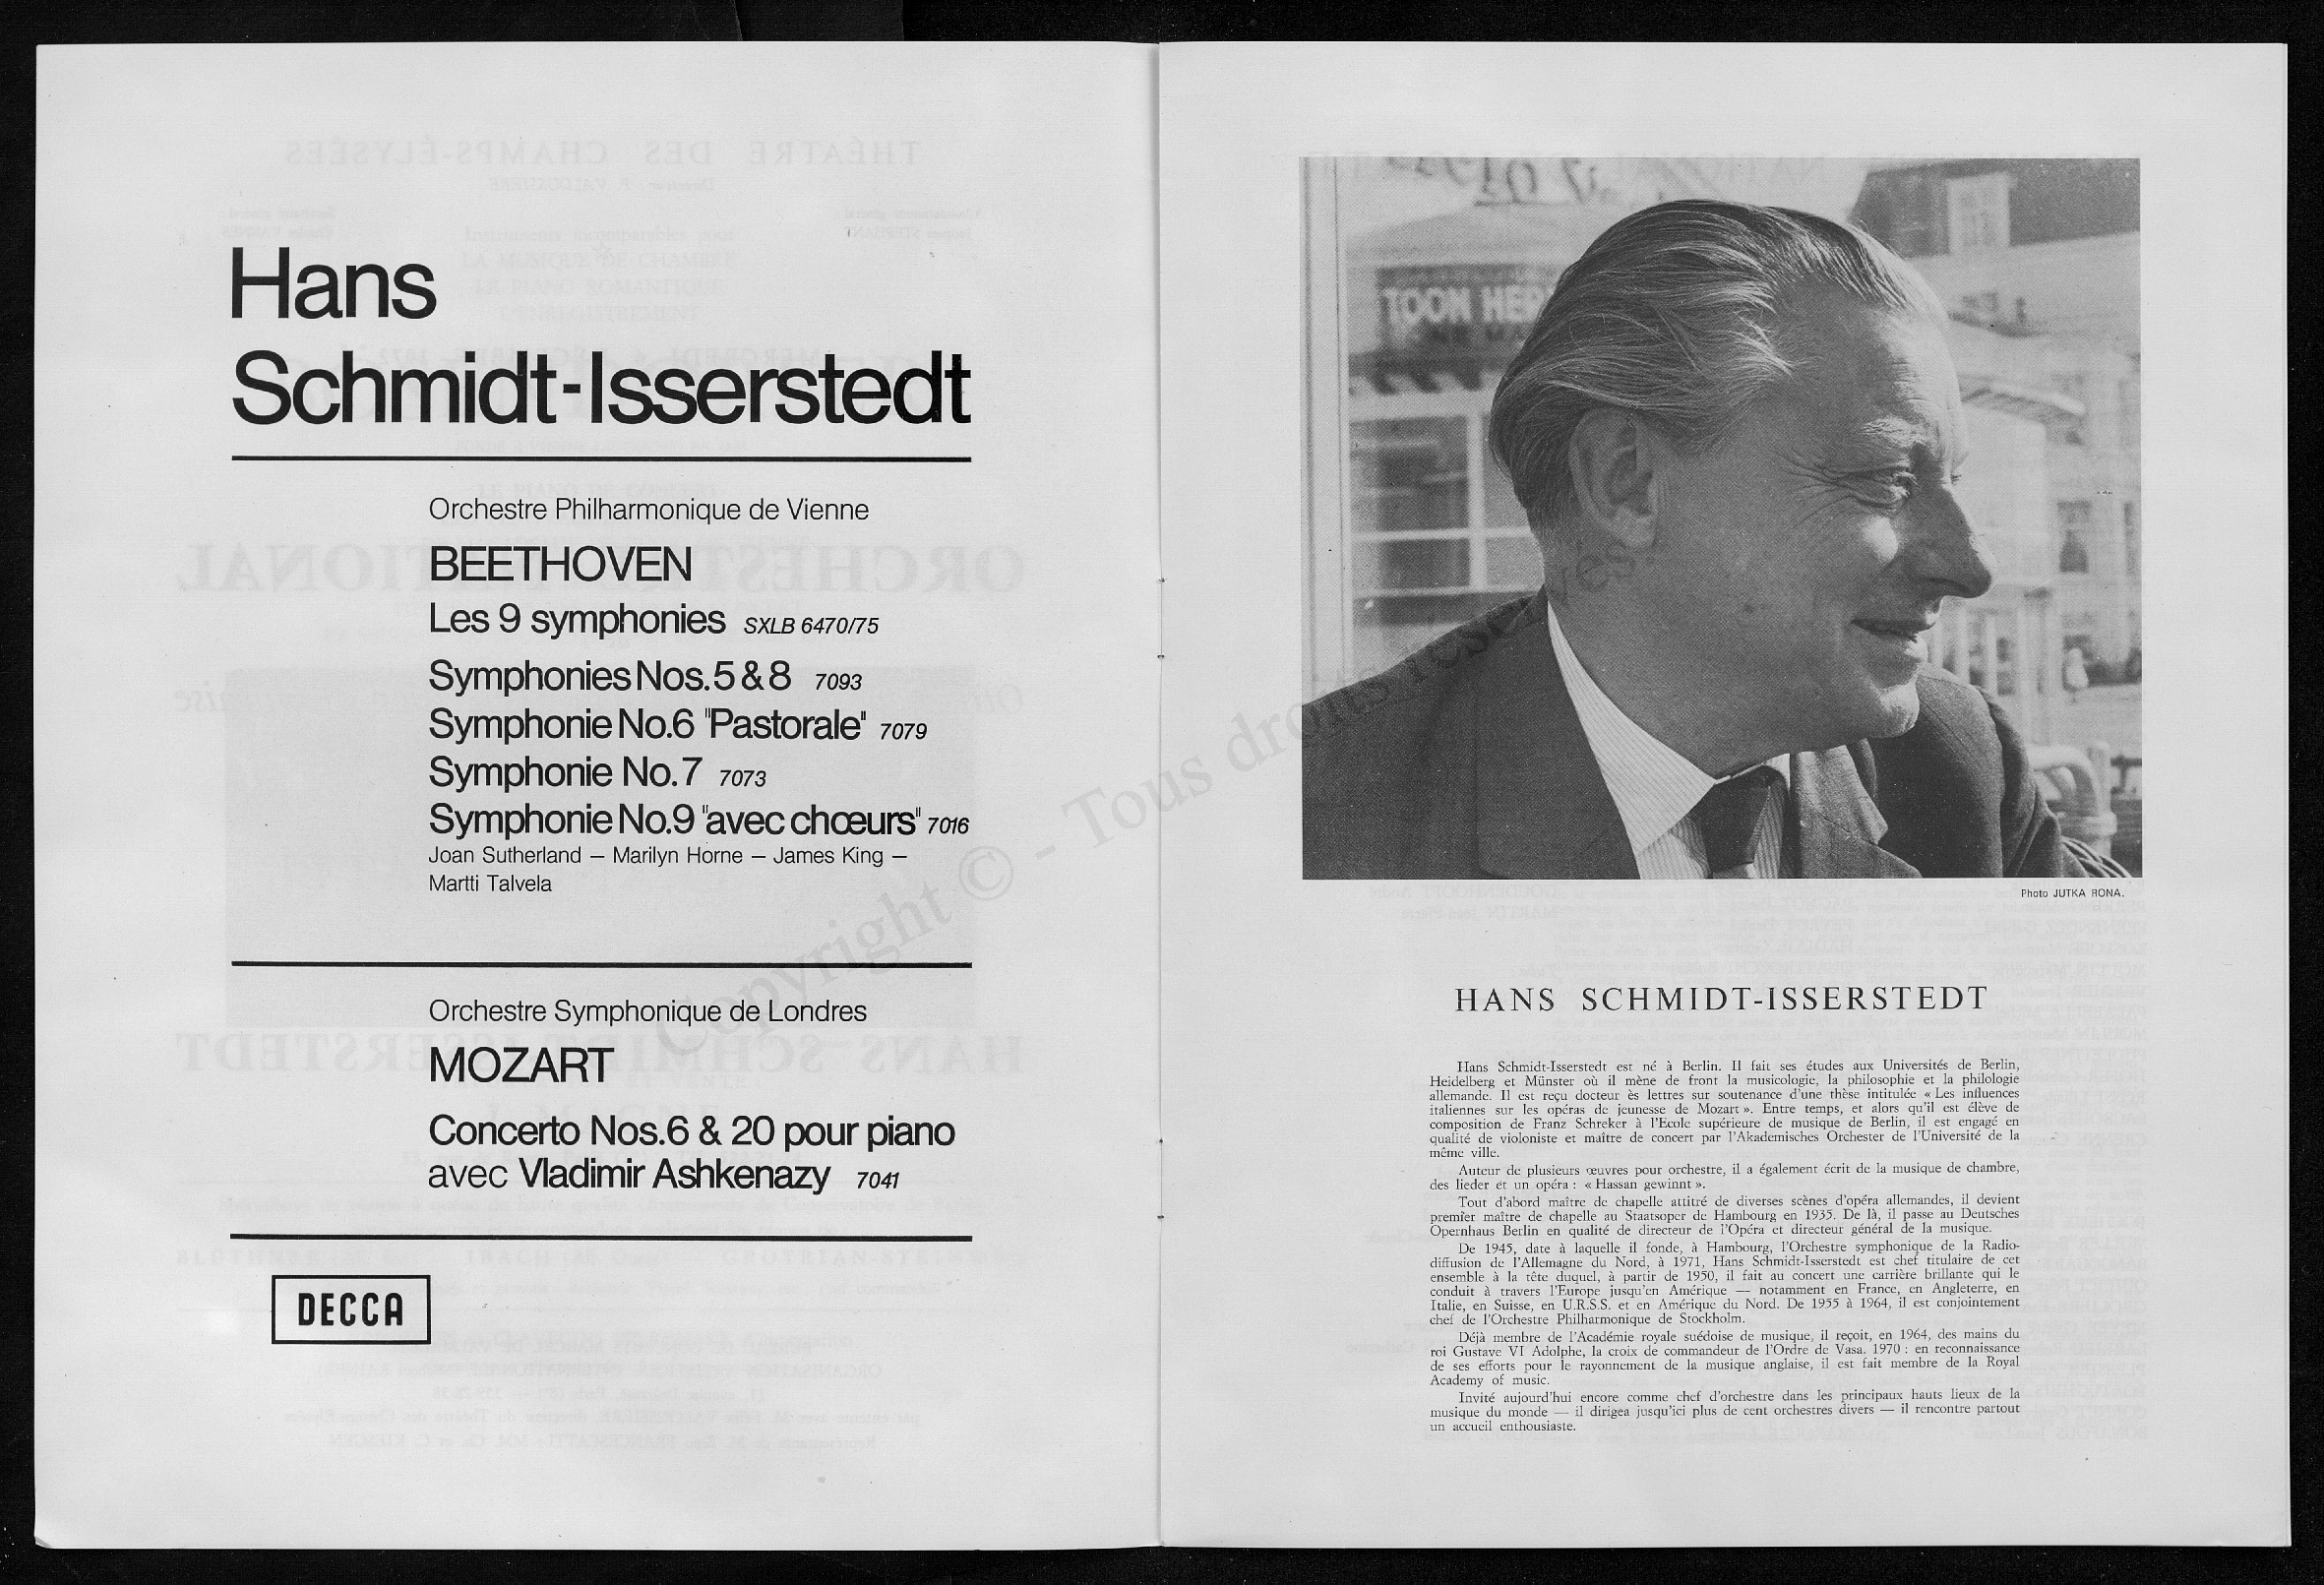 Hans
Schmidt-Isserstedt
Orchestre Philharmonique de Vienne
BEETHOVEN
Les 9 symphonies SXLB 6470/75
Symphonies Nos.5 & 8 7093
Symphonie No.6 "Pastorale" 7079
Symphonie No.7 7073
Symphonie No.9 "avec chœurs" 7016
Joan Sutherland – Marilyn Horne – James King –
Martti Talvela
Orchestre Symphonique de Londres
MOZART
Concerto Nos.6 & 20 pour piano
avec Vladimir Ashkenazy 7041
DECCA
Copyright © - Tous droits réservés.
TOON HER
Photo JUTKA RONA.
HANS SCHMIDT-ISSERSTEDT
Hans Schmidt-Isserstedt est né à Berlin. Il fait ses études aux Universités de Berlin,
Heidelberg et Münster où il mène de front la musicologie, la philosophie et la philologie
allemande. Il est reçu docteur ès lettres sur soutenance d'une thèse intitulée « Les influences
italiennes sur les opéras de jeunesse de Mozart ». Entre temps, et alors qu'il est élève de
composition de Franz Schreker à l'Ecole supérieure de musique de Berlin, il est engagé en
qualité de violoniste et maître de concert par l'Akademisches Orchester de l'Université de la
même ville.
Auteur de plusieurs œuvres pour orchestre, il a également écrit de la musique de chambre,
des lieder et un opéra : « Hassan gewinnt ».
Tout d'abord maître de chapelle attitré de diverses scènes d'opéra allemandes, il devient
premier maître de chapelle au Staatsoper de Hambourg en 1935. De là, il passe au Deutsches
Opernhaus Berlin en qualité de directeur de l'Opéra et directeur général de la musique.
De 1945, date à laquelle il fonde, à Hambourg, l'Orchestre symphonique de la Radio-
diffusion de l'Allemagne du Nord, à 1971, Hans Schmidt-Isserstedt est chef titulaire de cet
ensemble à la tête duquel, à partir de 1950, il fait au concert une carrière brillante qui le
conduit à travers l'Europe jusqu'en Amérique — notamment en France, en Angleterre, en
Italie, en Suisse, en U.R.S.S. et en Amérique du Nord. De 1955 à 1964, il est conjointement
chef de l'Orchestre Philharmonique de Stockholm.
Déjà membre de l'Académie royale suédoise de musique, il reçoit, en 1964, des mains du
roi Gustave VI Adolphe, la croix de commandeur de l'Ordre de Vasa. 1970 : en reconnaissance
de ses efforts pour le rayonnement de la musique anglaise, il est fait membre de la Royal
Academy of music.
Invité aujourd'hui encore comme chef d'orchestre dans les principaux hauts lieux de la
musique du monde — il dirigea jusqu'ici plus de cent orchestres divers — il rencontre partout
un accueil enthousiaste.